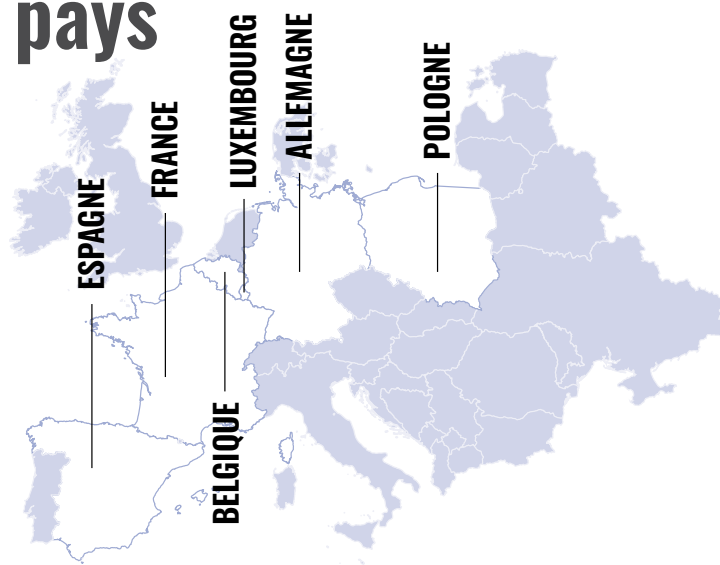 pays
ESPAGNE
FRANCE
LUXEMBOURG
ALLEMAGNE
POLOGNE
BELGIQUE